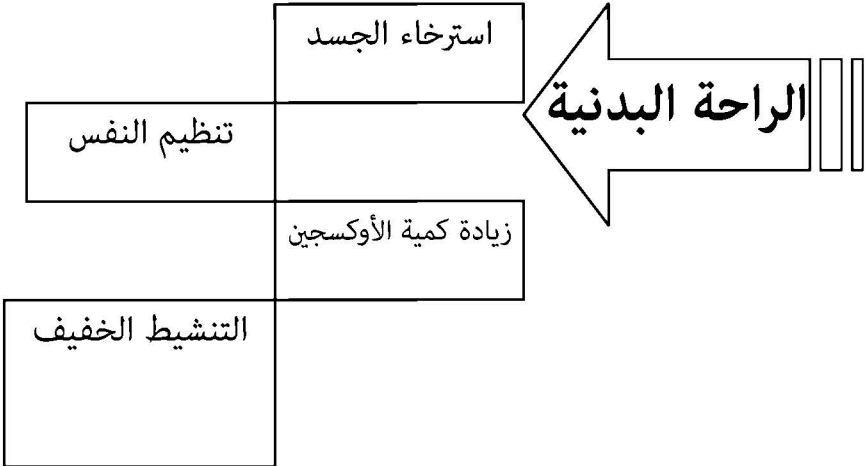 الراحة البدنية
استرخاء الجسد
تنظيم النفس
زيادة كمية الأوكسجين
التنشيط الخفيف